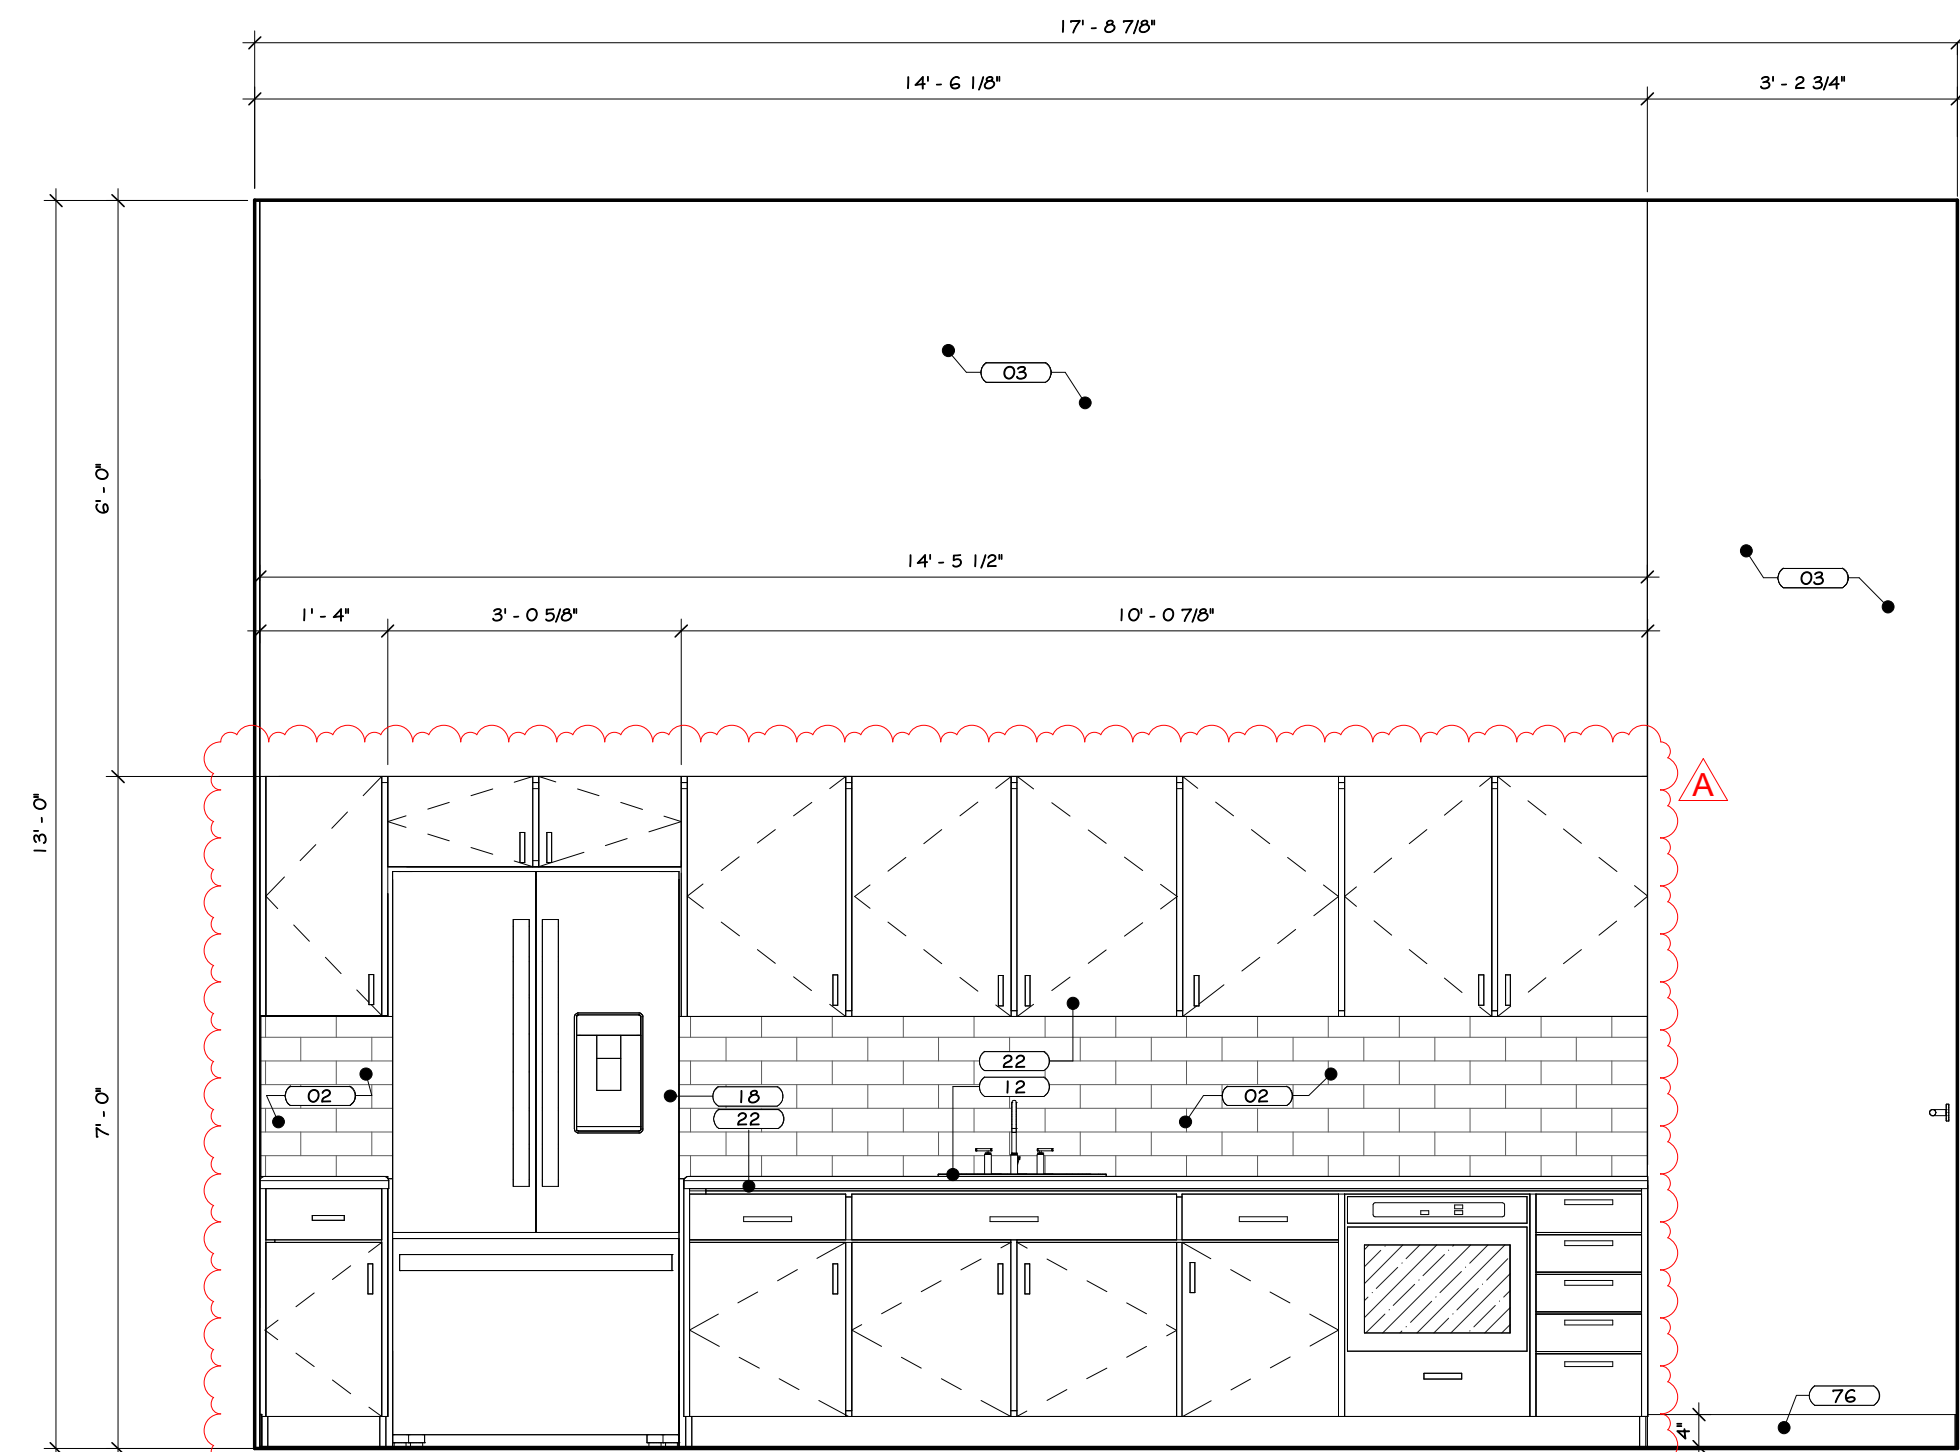 17' - 8 7/8"
14' - 6 1/8"
3' - 2 3/4"
03
6' - 0"
14' - 5 1/2"
03
1' - 4"
3' - 0 5/8"
10' - 0 7/8"
A
13' - 0"
22
12
02
18
02
22
7' - 0"
76
4"